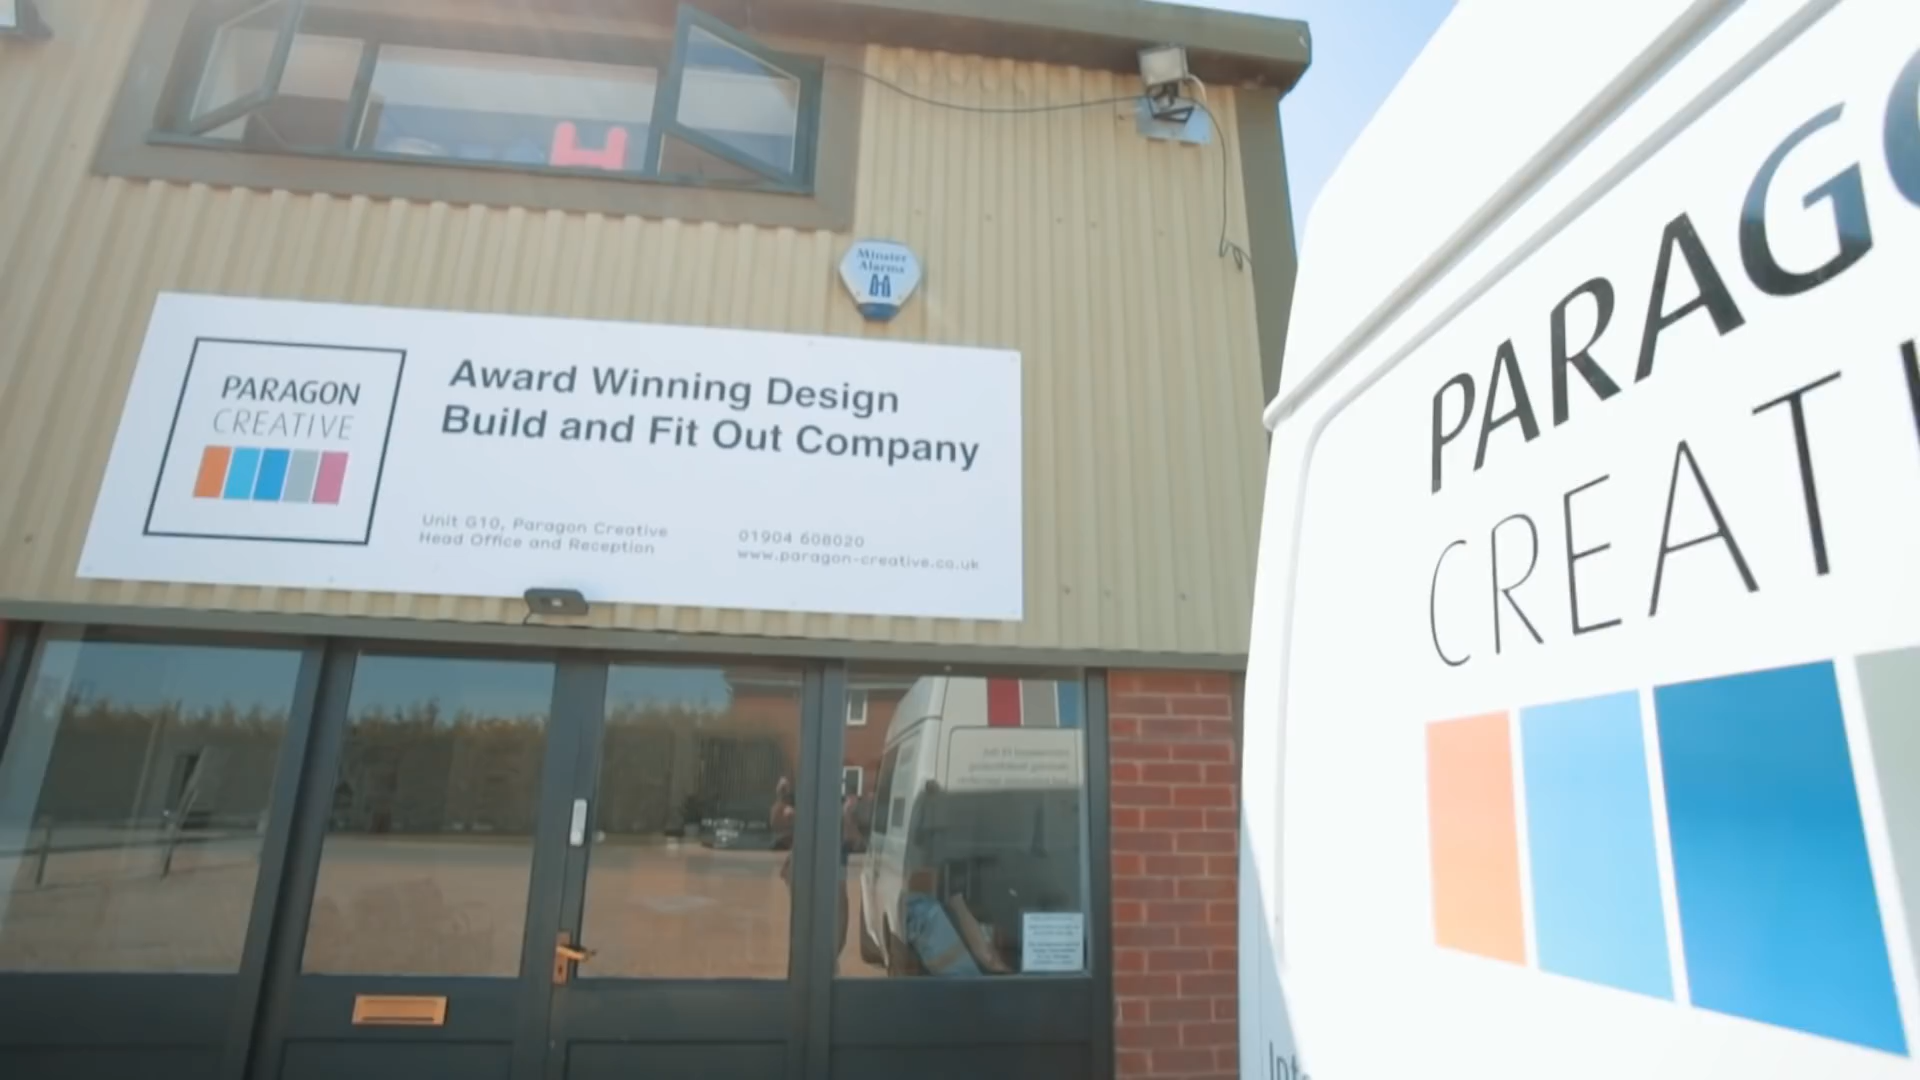 Minster
Alarms
PARAGON
CREATIVE
Award Winning Design
Build and Fit Out Company
Unit G10, Paragon Creative
Head Office and Reception
01904 608020
www.paragon-creative.co.uk
PARAG
CREAT